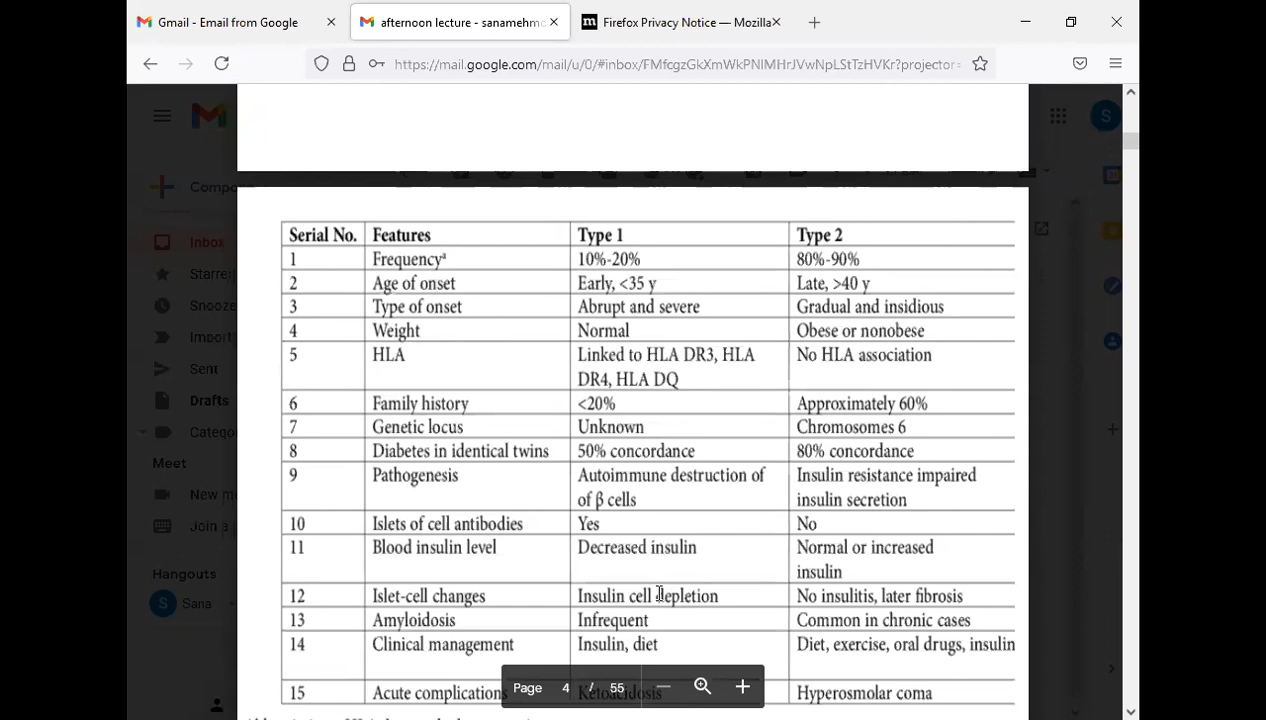 Gmail - Email from Google
afternoon lecture - sanamehm
Firefox Privacy Notice — Mozilla
https://mail.google.com/mail/u/0/#inbox/FMfcgzGkXmWkPNlMHrJVwNpLStTzHVKr?projector=
S
Compo
Inbox
Starre
Snooze
Import
Sent
Drafts
Catego
Meet
New m
Join a
Hangouts
S Sana
Serial No. Features Type 1 Type 2
1 Frequencyᵃ 10%-20% 80%-90%
2 Age of onset Early, <35 y Late, >40 y
3 Type of onset Abrupt and severe Gradual and insidious
4 Weight Normal Obese or nonobese
5 HLA Linked to HLA DR3, HLA No HLA association
DR4, HLA DQ
6 Family history <20% Approximately 60%
7 Genetic locus Unknown Chromosomes 6
8 Diabetes in identical twins 50% concordance 80% concordance
9 Pathogenesis Autoimmune destruction of Insulin resistance impaired
of β cells insulin secretion
10 Islets of cell antibodies Yes No
11 Blood insulin level Decreased insulin Normal or increased
insulin
12 Islet-cell changes Insulin cell depletion No insulitis, later fibrosis
13 Amyloidosis Infrequent Common in chronic cases
14 Clinical management Insulin, diet Diet, exercise, oral drugs, insulin
15 Acute complications Ketoacidosis Hyperosmolar coma
Page 4 / 55